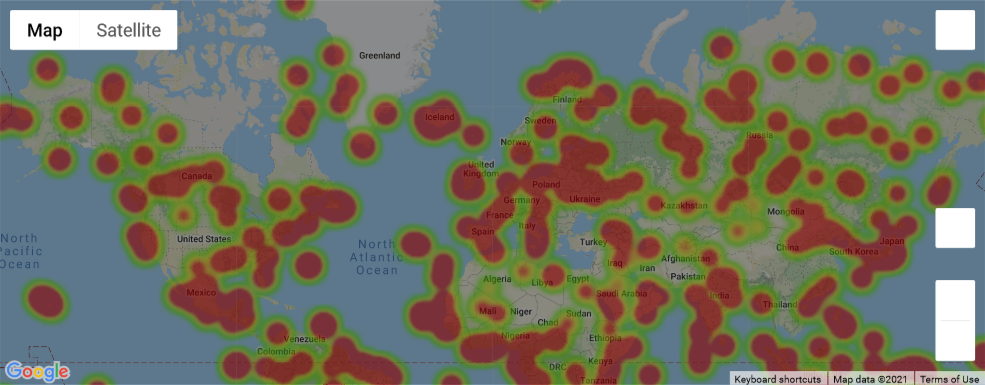 Map
Satellite
Greenland
Iceland
Finland
Sweden
Norway
Russia
United
Kingdom
Canada
Poland
Germany
Ukraine
France
Kazakhstan
Mongolia
Spain
Italy
North
Pacific
Ocean
United States
North
Atlantic
Ocean
Turkey
China
South Korea
Japan
Iraq
Iran
Afghanistan
Pakistan
Algeria
Libya
Egypt
Saudi Arabia
India
Thailand
Mexico
Mali
Niger
Chad
Sudan
Nigeria
Ethiopia
Venezuela
Colombia
DRC
Kenya
Tanzania
Google
Keyboard shortcuts
Map data ©2021
Terms of Use